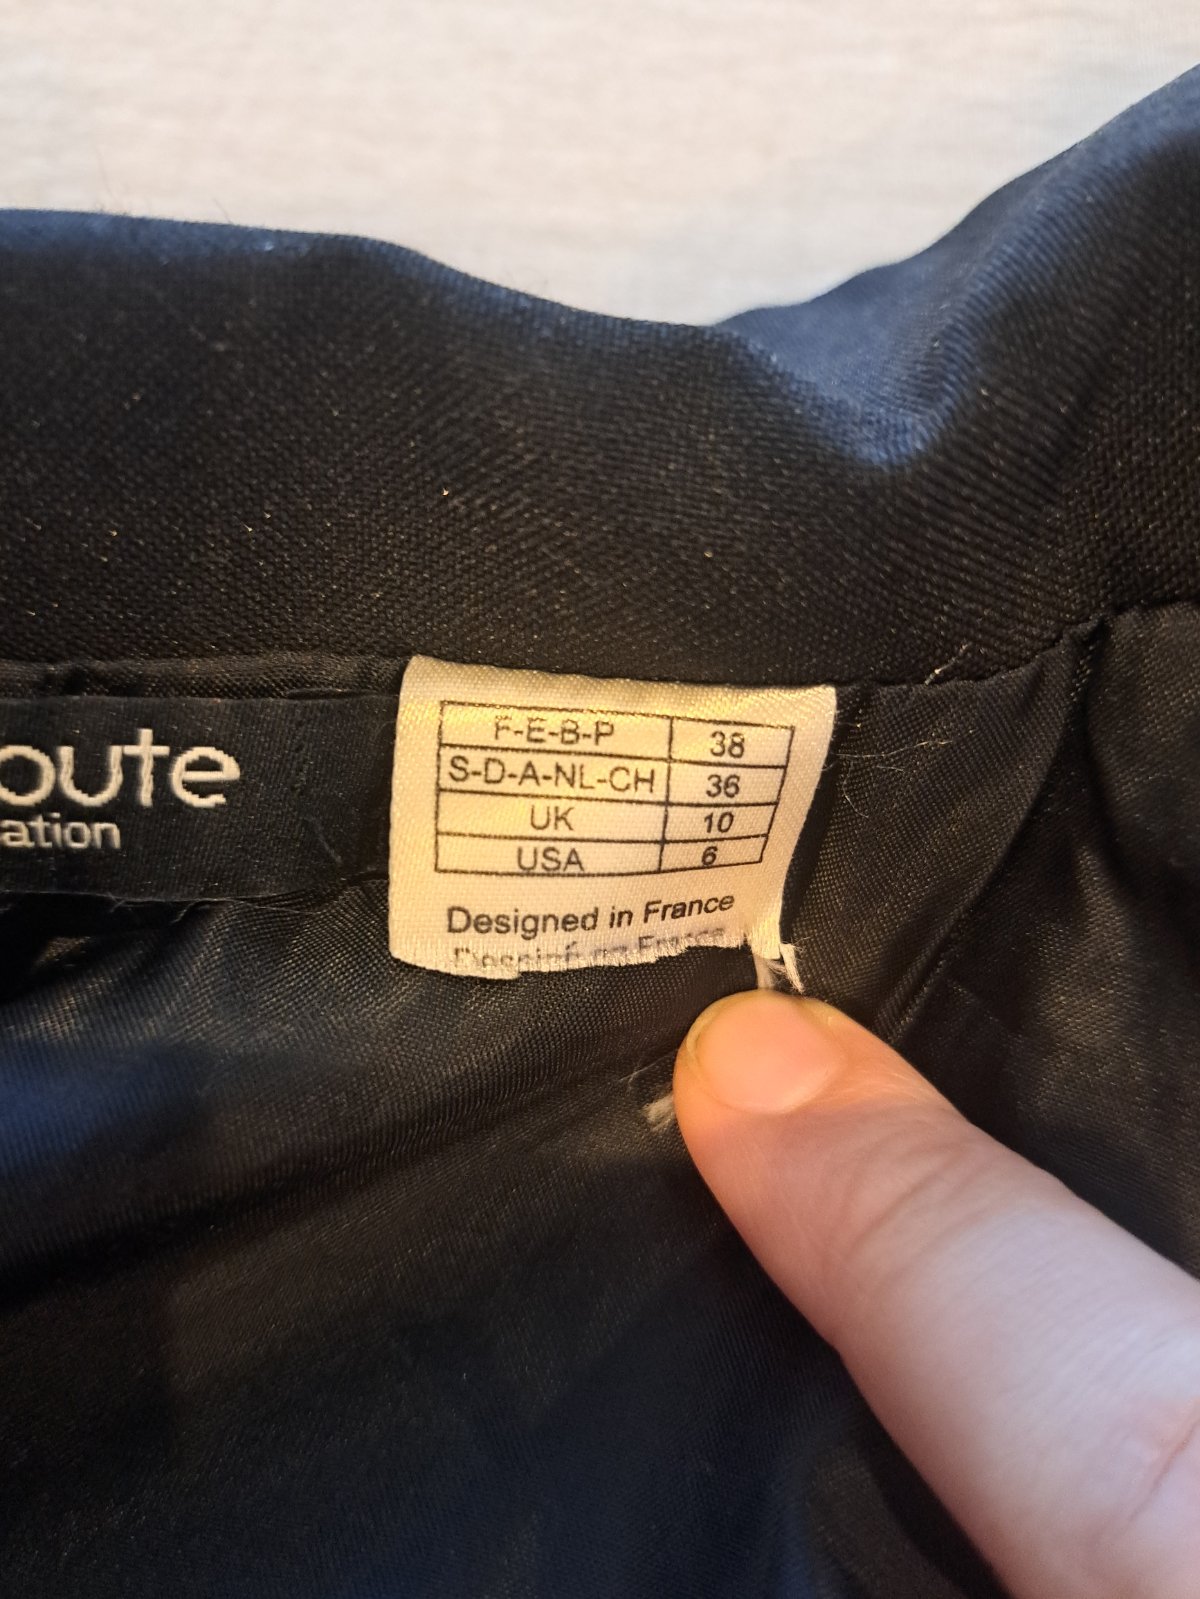 oute
ation
F-E-B-P 38
S-D-A-NL-CH 36
UK 10
USA 6
Designed in France